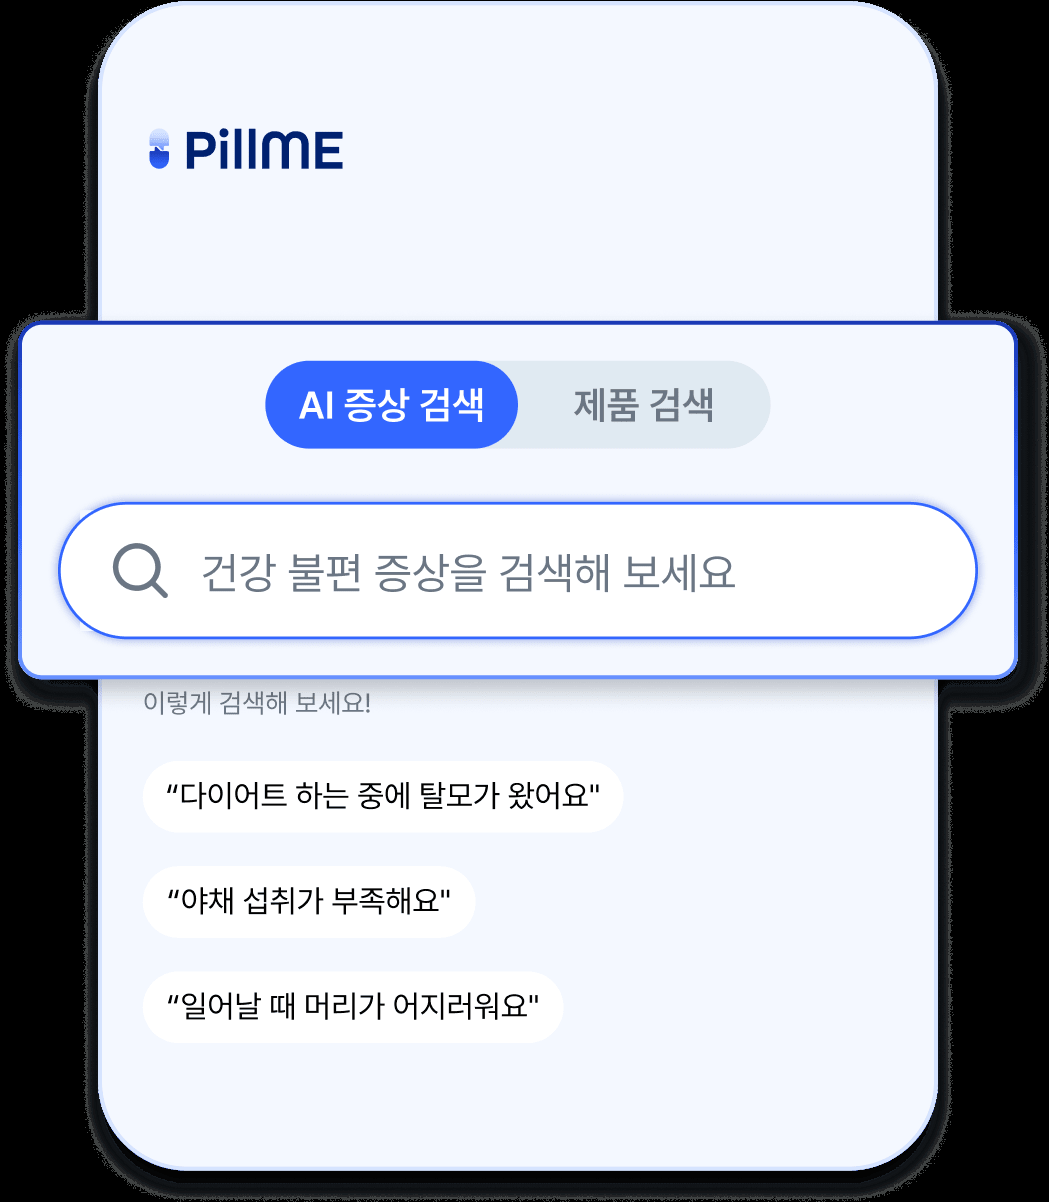 PillME
AI 증상 검색 제품 검색
건강 불편 증상을 검색해 보세요
이렇게 검색해 보세요!
“다이어트 하는 중에 탈모가 왔어요"
“야채 섭취가 부족해요"
“일어날 때 머리가 어지러워요"